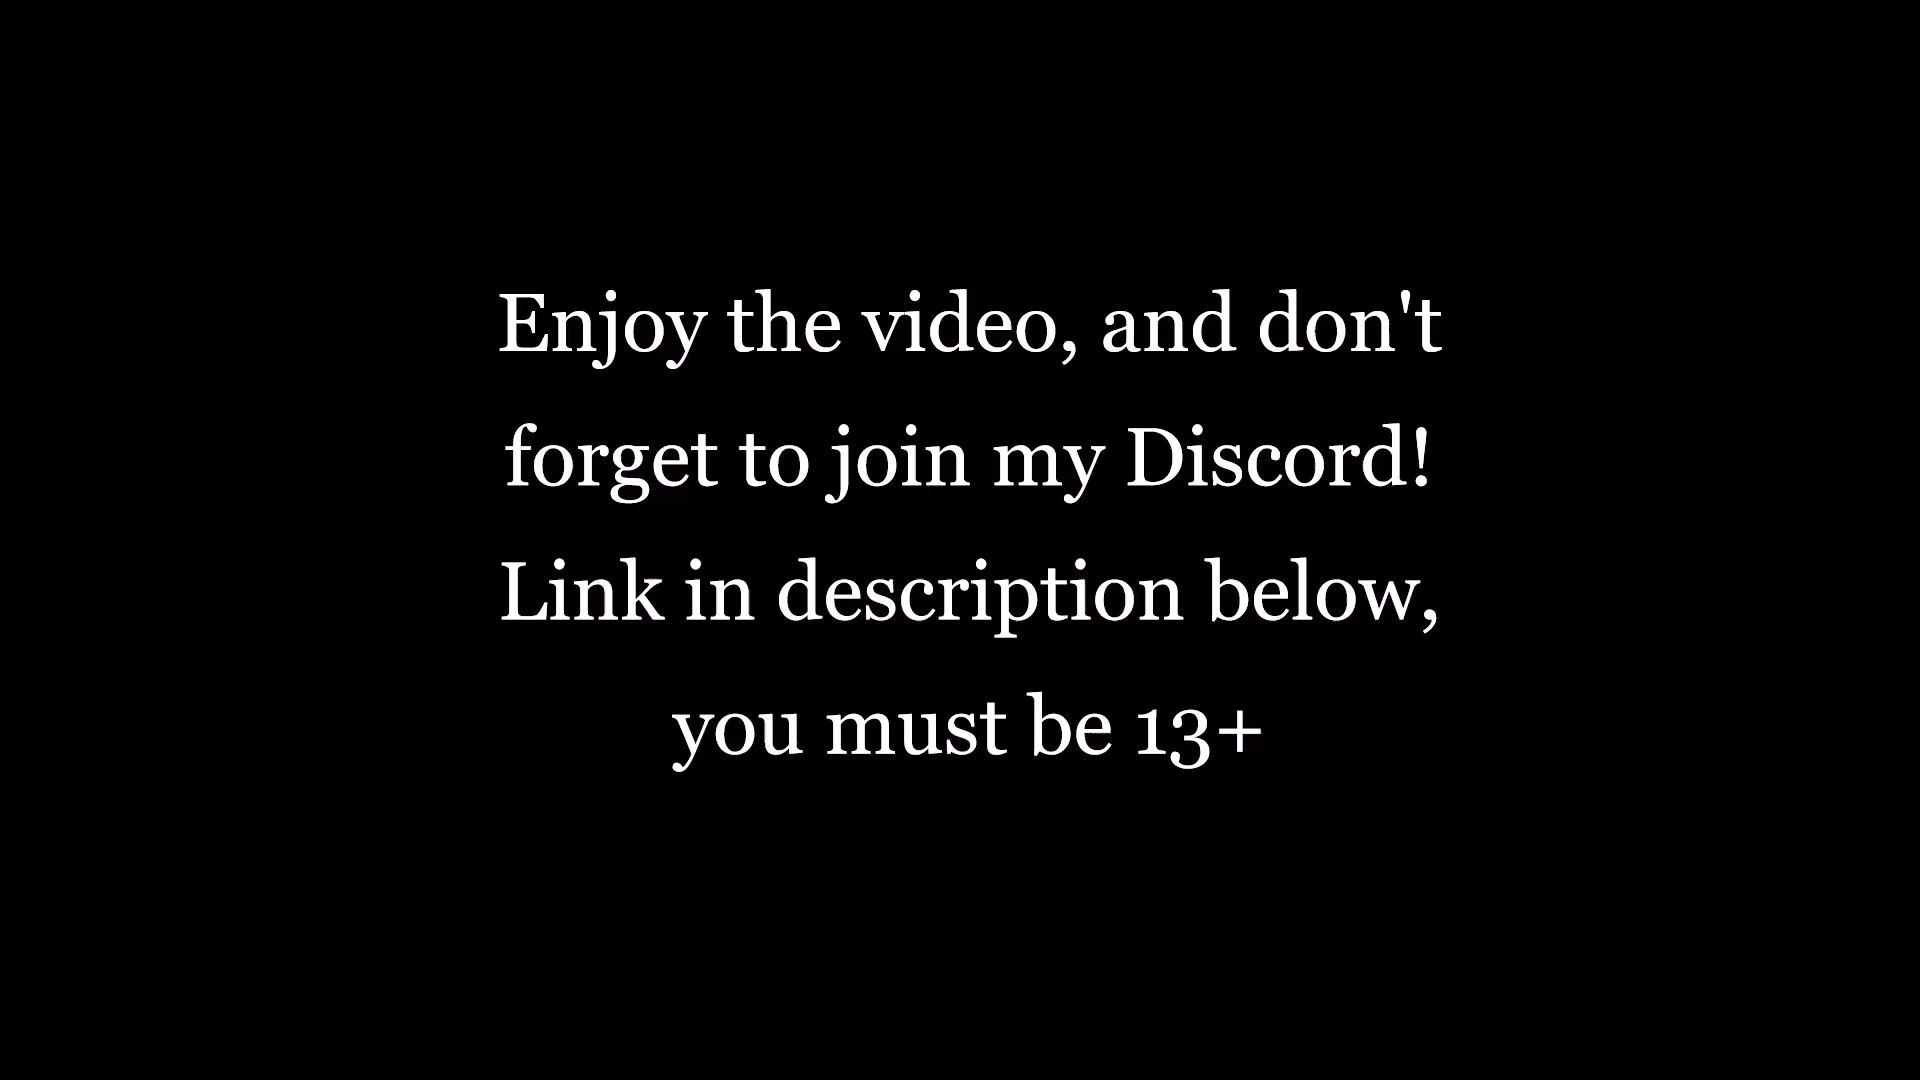 Enjoy the video, and don't
forget to join my Discord!
Link in description below,
you must be 13+